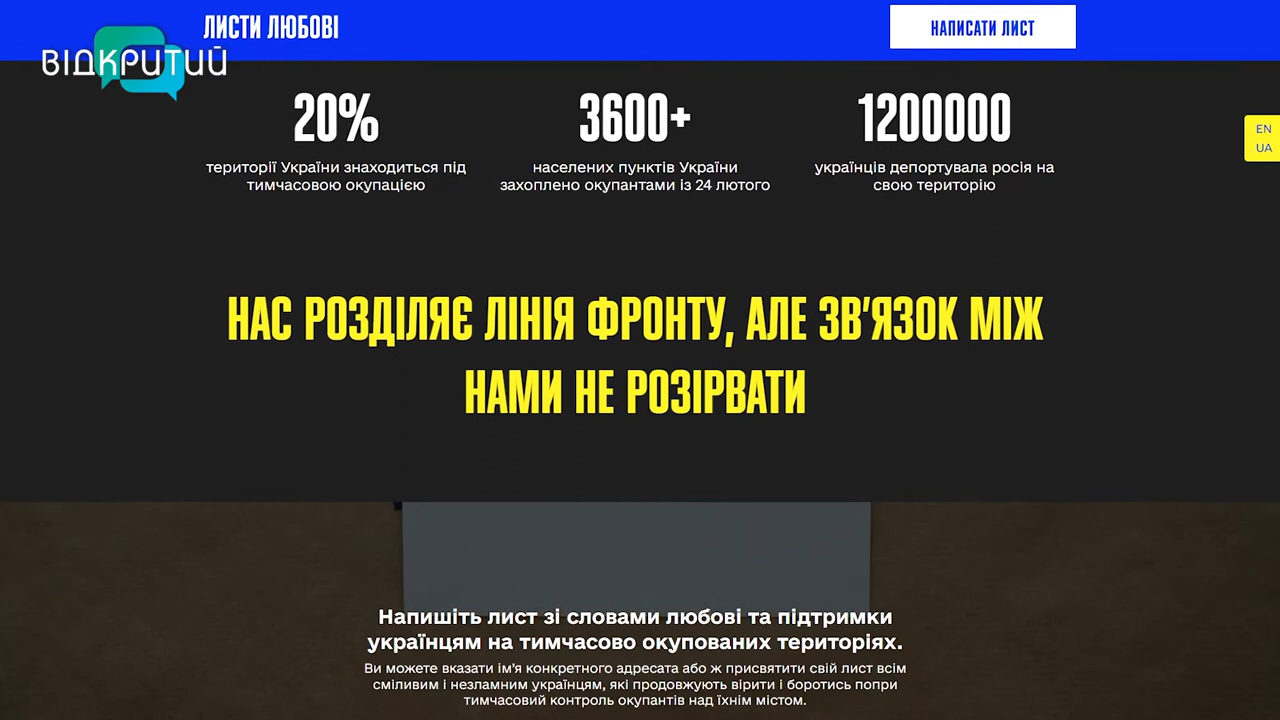 ЛИСТИ ЛЮБОВІ
НАПИСАТИ ЛИСТ
ВІДКРИТИЙ
20%
території України знаходиться під
тимчасовою окупацією
3600+
населених пунктів України
захоплено окупантами із 24 лютого
1200000
українців депортувала росія на
свою територію
EN
UA
НАС РОЗДІЛЯЄ ЛІНІЯ ФРОНТУ, АЛЕ ЗВ'ЯЗОК МІЖ
НАМИ НЕ РОЗІРВАТИ
Напишіть лист зі словами любові та підтримки
українцям на тимчасово окупованих територіях.
Ви можете вказати ім'я конкретного адресата або ж присвятити свій лист всім
сміливим і незламним українцям, які продовжують вірити і боротись попри
тимчасовий контроль окупантів над їхнім містом.